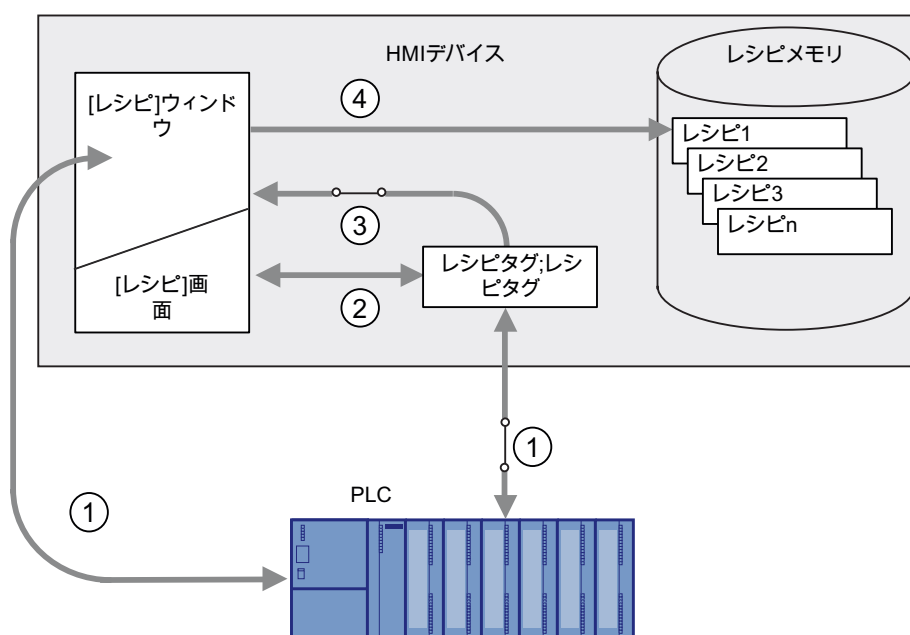 HMIデバイス
レシピメモリ
[レシピ]ウィンド
ウ
④
レシピ1
レシピ2
レシピ3
レシピn
③
[レシピ]画
面
②
レシピタグ;レシ
ピタグ
①
PLC
①